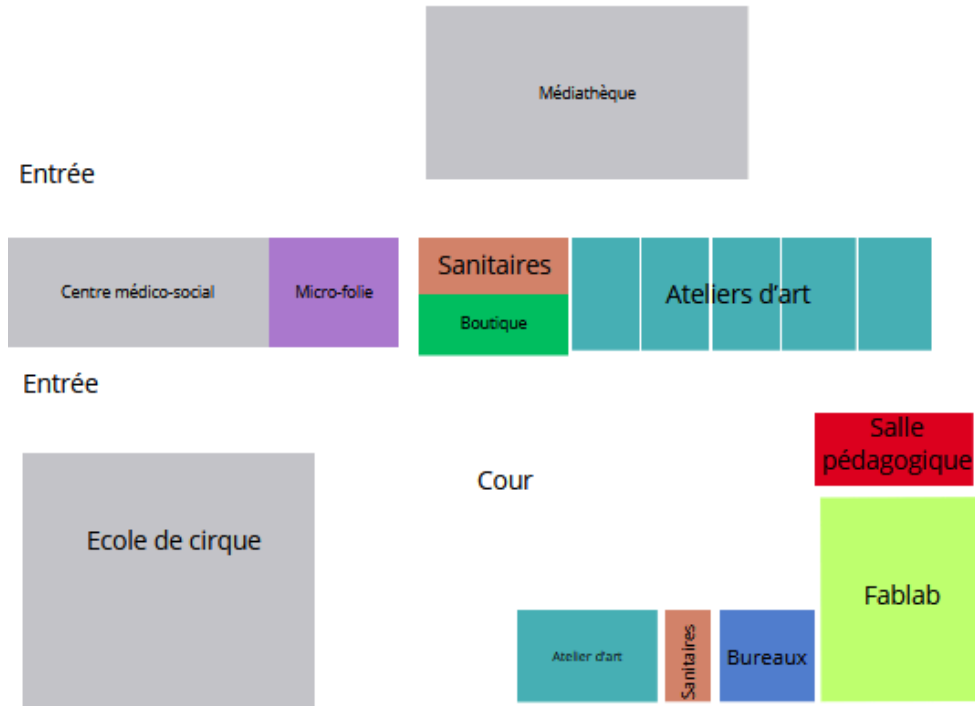 Médiathèque
Entrée
Centre médico-social
Micro-folie
Sanitaires
Boutique
Ateliers d'art
Entrée
Salle
pédagogique
Cour
Ecole de cirque
Fablab
Atelier d'art
Sanitaires
Bureaux